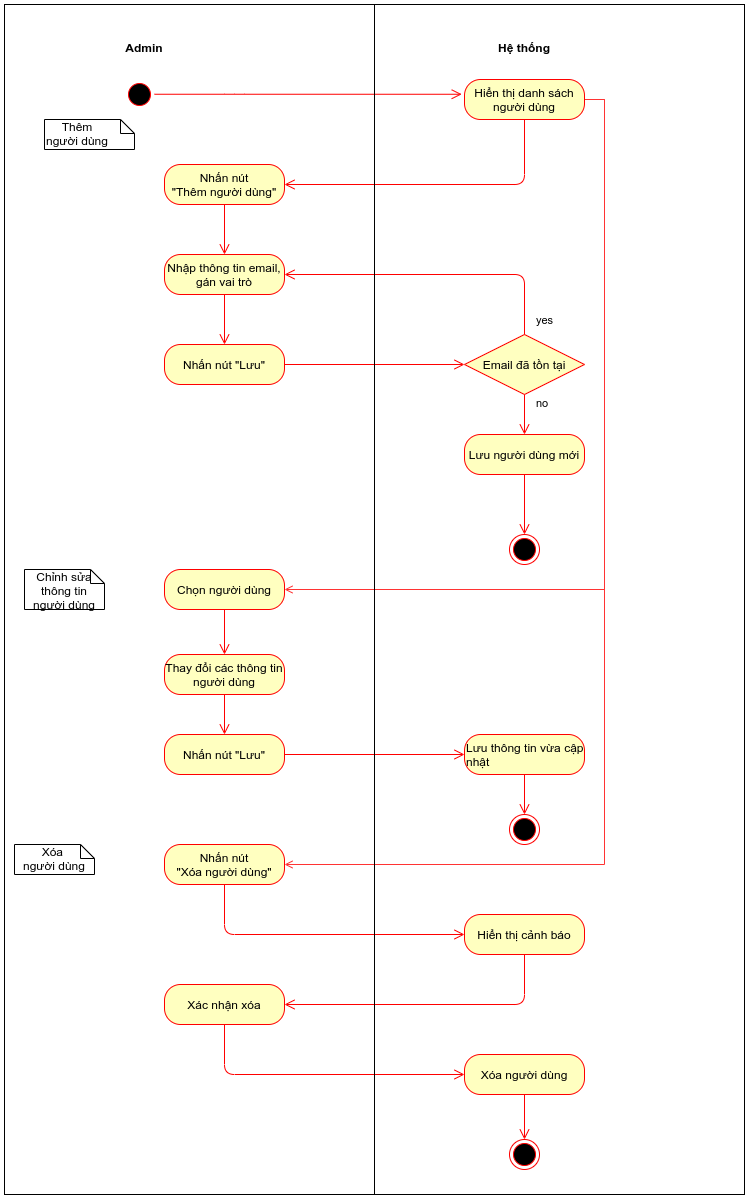 Admin
Hệ thống
Hiển thị danh sách
người dùng
Thêm
người dùng
Nhấn nút
"Thêm người dùng"
Nhập thông tin email,
gán vai trò
yes
Nhấn nút "Lưu"
Email đã tồn tại
no
Lưu người dùng mới
Chỉnh sửa
thông tin
người dùng
Chọn người dùng
Thay đổi các thông tin
người dùng
Nhấn nút "Lưu"
Lưu thông tin vừa cập
nhật
Xóa
người dùng
Nhấn nút
"Xóa người dùng"
Hiển thị cảnh báo
Xác nhận xóa
Xóa người dùng